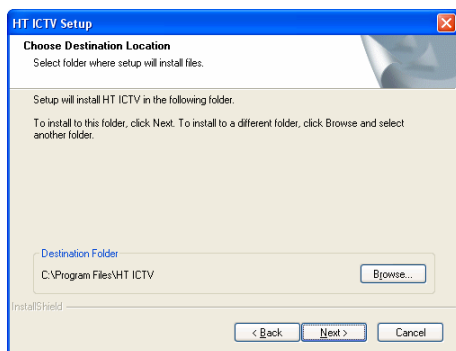 HT ICTV Setup
Choose Destination Location
Select folder where setup will install files.
Setup will install HT ICTV in the following folder.
To install to this folder, click Next. To install to a different folder, click Browse and select
another folder.
Destination Folder
C:\Program Files\HT ICTV
Browse...
InstallShield
< Back
Next >
Cancel